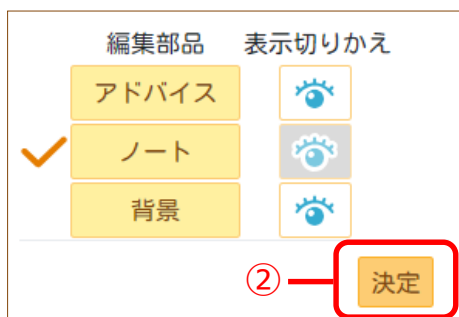 編集部品 表示切りかえ
アドバイス
ノート
背景
② 決定